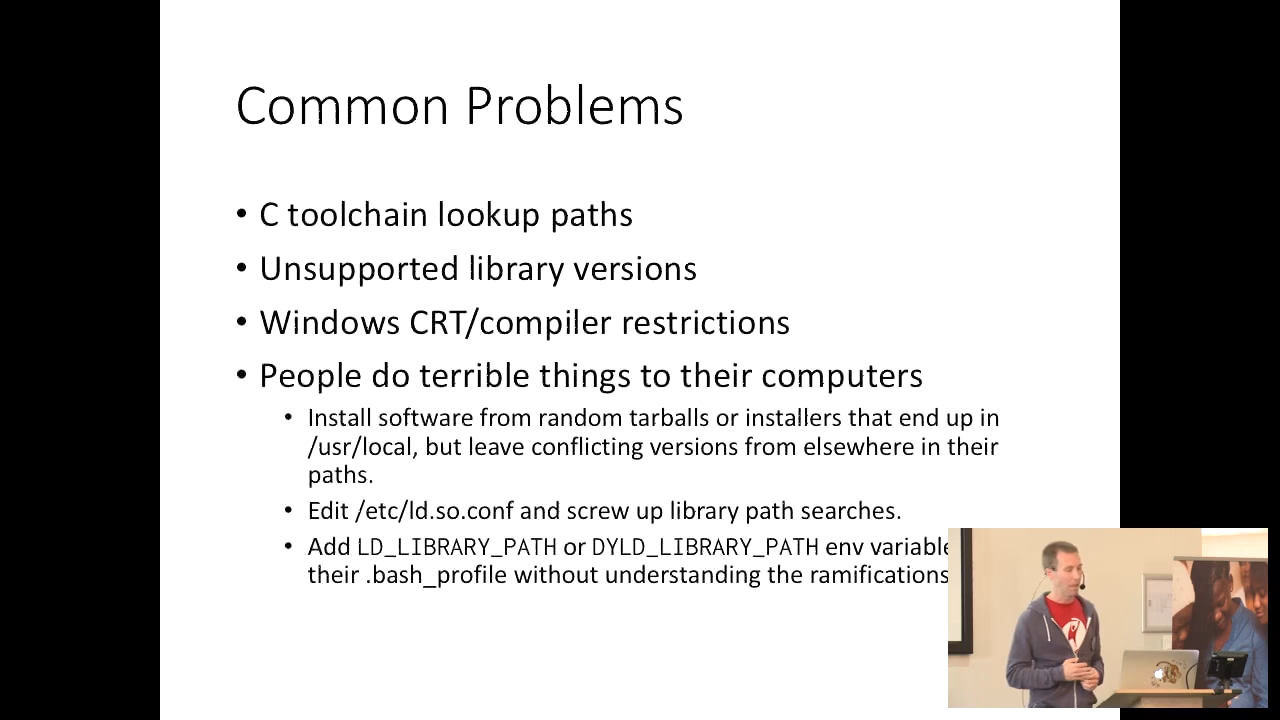 Common Problems
• C toolchain lookup paths
• Unsupported library versions
• Windows CRT/compiler restrictions
• People do terrible things to their computers
• Install software from random tarballs or installers that end up in
/usr/local, but leave conflicting versions from elsewhere in their
paths.
• Edit /etc/ld.so.conf and screw up library path searches.
• Add LD_LIBRARY_PATH or DYLD_LIBRARY_PATH env
their .bash_profile without understanding the ramifications